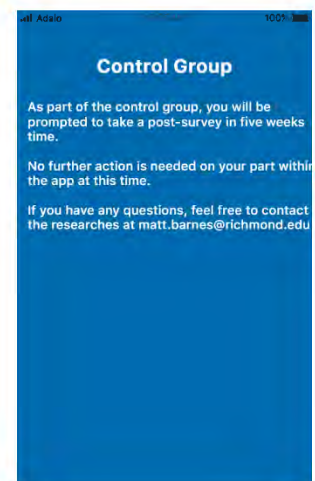 Adalo 100%
Control Group
As part of the control group, you will be
prompted to take a post-survey in five weeks
time.
No further action is needed on your part within
the app at this time.
If you have any questions, feel free to contact
the researches at matt.barnes@richmond.edu